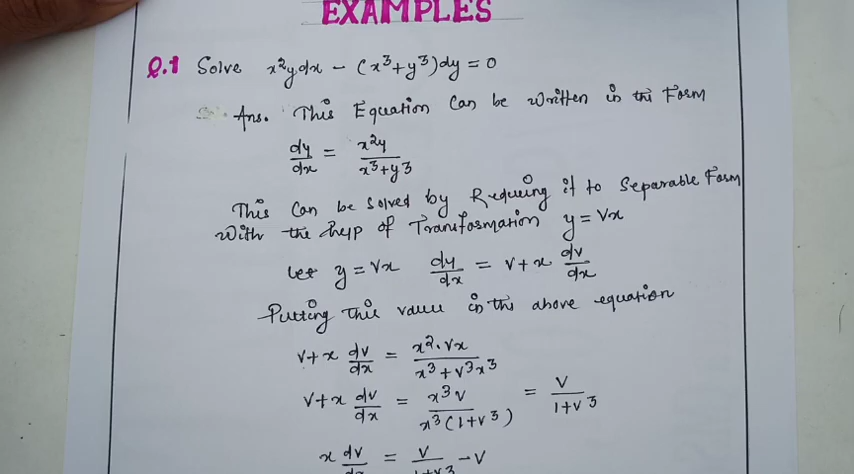 EXAMPLES
Q.1 Solve x²ydx - (x³+y³)dy = 0
Ans. This Equation Can be Written in the Form
dy/dx = x²y/x³+y³
This Can be Solved by Reducing it to Separable Form
With the help of Transformation y = Vx
Let y = Vx dy/dx = V+x dv/dx
Putting this value in the above equation
V+x dv/dx = x².Vx/x³+V³x³
V+x dv/dx = x³V/x³(1+V³) = V/1+V³
x dv/dx = V/1+V³ -V